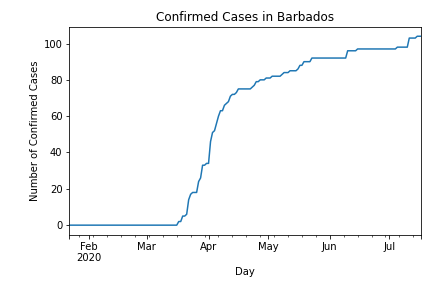 Confirmed Cases in Barbados
Number of Confirmed Cases
100
80
60
40
20
0
Feb Mar Apr May Jun Jul
2020
Day